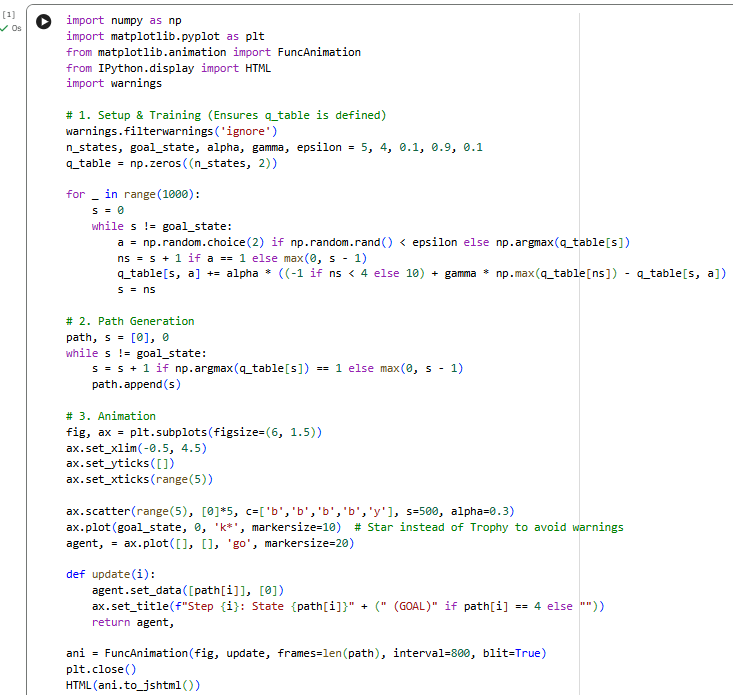 [1]
0s
import numpy as np
import matplotlib.pyplot as plt
from matplotlib.animation import FuncAnimation
from IPython.display import HTML
import warnings

# 1. Setup & Training (Ensures q_table is defined)
warnings.filterwarnings('ignore')
n_states, goal_state, alpha, gamma, epsilon = 5, 4, 0.1, 0.9, 0.1
q_table = np.zeros((n_states, 2))

for _ in range(1000):
    s = 0
    while s != goal_state:
        a = np.random.choice(2) if np.random.rand() < epsilon else np.argmax(q_table[s])
        ns = s + 1 if a == 1 else max(0, s - 1)
        q_table[s, a] += alpha * ((-1 if ns < 4 else 10) + gamma * np.max(q_table[ns]) - q_table[s, a])
        s = ns

# 2. Path Generation
path, s = [0], 0
while s != goal_state:
    s = s + 1 if np.argmax(q_table[s]) == 1 else max(0, s - 1)
    path.append(s)

# 3. Animation
fig, ax = plt.subplots(figsize=(6, 1.5))
ax.set_xlim(-0.5, 4.5)
ax.set_yticks([])
ax.set_xticks(range(5))

ax.scatter(range(5), [0]*5, c=['b','b','b','b','y'], s=500, alpha=0.3)
ax.plot(goal_state, 0, 'k*', markersize=10)  # Star instead of Trophy to avoid warnings
agent, = ax.plot([], [], 'go', markersize=20)

def update(i):
    agent.set_data([path[i]], [0])
    ax.set_title(f"Step {i}: State {path[i]}" + (" (GOAL)" if path[i] == 4 else ""))
    return agent,

ani = FuncAnimation(fig, update, frames=len(path), interval=800, blit=True)
plt.close()
HTML(ani.to_jshtml())